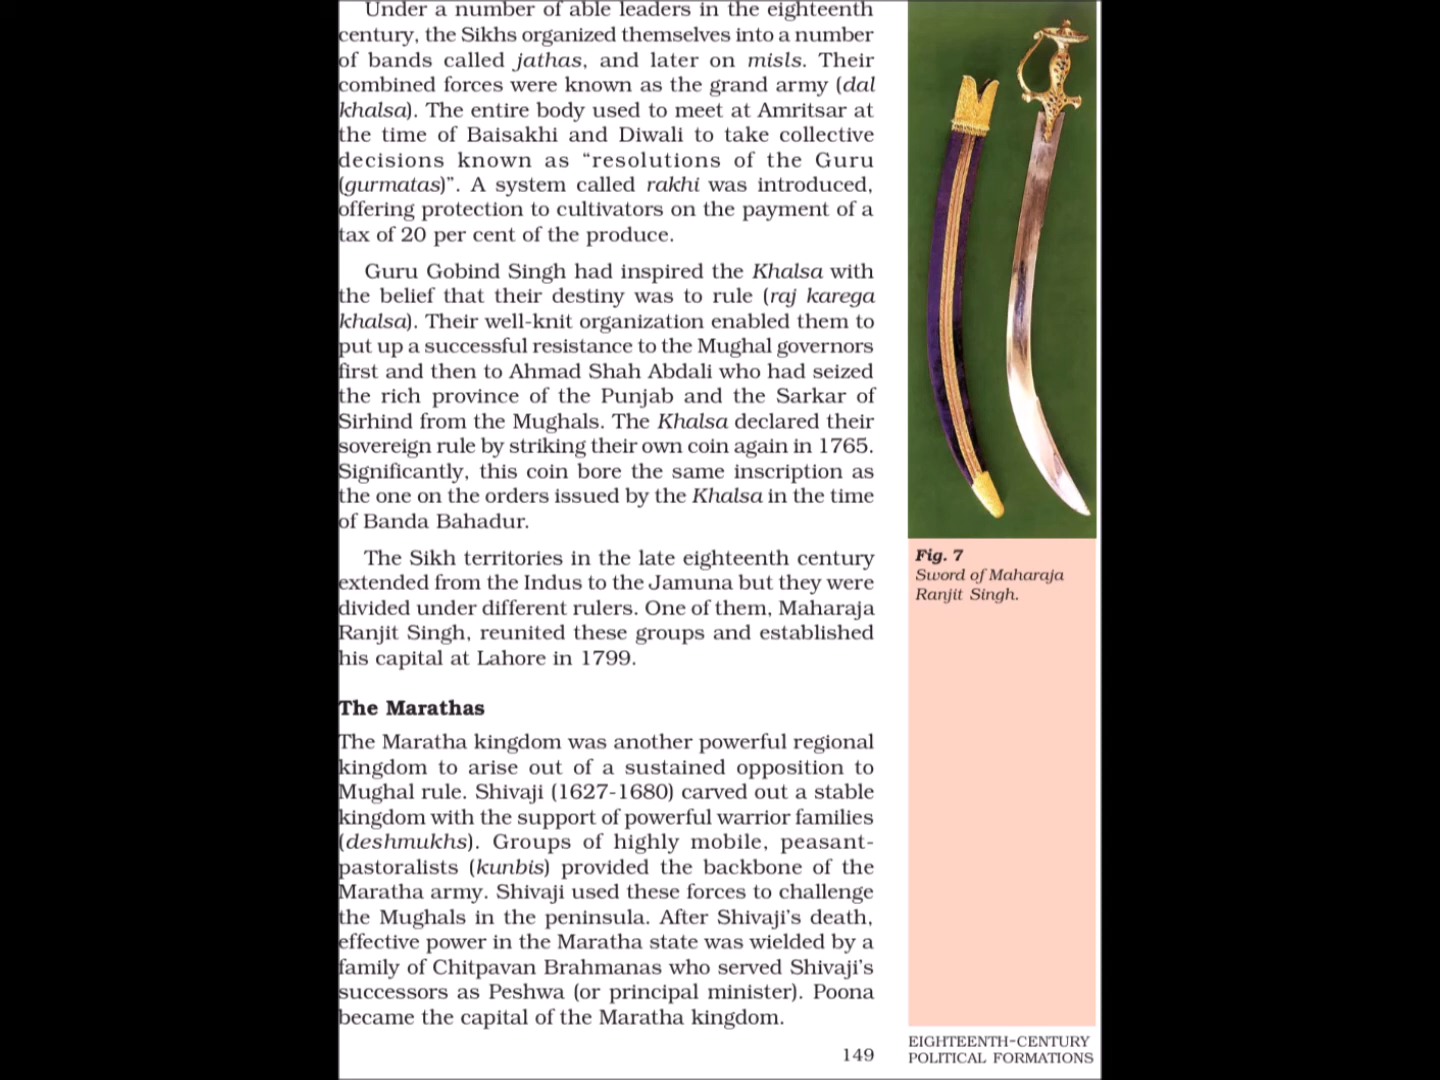 Under a number of able leaders in the eighteenth
century, the Sikhs organized themselves into a number
of bands called jathas, and later on misls. Their
combined forces were known as the grand army (dal
khalsa). The entire body used to meet at Amritsar at
the time of Baisakhi and Diwali to take collective
decisions known as “resolutions of the Guru
(gurmatas)”. A system called rakhi was introduced,
offering protection to cultivators on the payment of a
tax of 20 per cent of the produce.
Guru Gobind Singh had inspired the Khalsa with
the belief that their destiny was to rule (raj karega
khalsa). Their well-knit organization enabled them to
put up a successful resistance to the Mughal governors
first and then to Ahmad Shah Abdali who had seized
the rich province of the Punjab and the Sarkar of
Sirhind from the Mughals. The Khalsa declared their
sovereign rule by striking their own coin again in 1765.
Significantly, this coin bore the same inscription as
the one on the orders issued by the Khalsa in the time
of Banda Bahadur.
The Sikh territories in the late eighteenth century
extended from the Indus to the Jamuna but they were
divided under different rulers. One of them, Maharaja
Ranjit Singh, reunited these groups and established
his capital at Lahore in 1799.
The Marathas
The Maratha kingdom was another powerful regional
kingdom to arise out of a sustained opposition to
Mughal rule. Shivaji (1627-1680) carved out a stable
kingdom with the support of powerful warrior families
(deshmukhs). Groups of highly mobile, peasant-
pastoralists (kunbis) provided the backbone of the
Maratha army. Shivaji used these forces to challenge
the Mughals in the peninsula. After Shivaji’s death,
effective power in the Maratha state was wielded by a
family of Chitpavan Brahmanas who served Shivaji’s
successors as Peshwa (or principal minister). Poona
became the capital of the Maratha kingdom.
Fig. 7
Sword of Maharaja
Ranjit Singh.
149
EIGHTEENTH-CENTURY
POLITICAL FORMATIONS